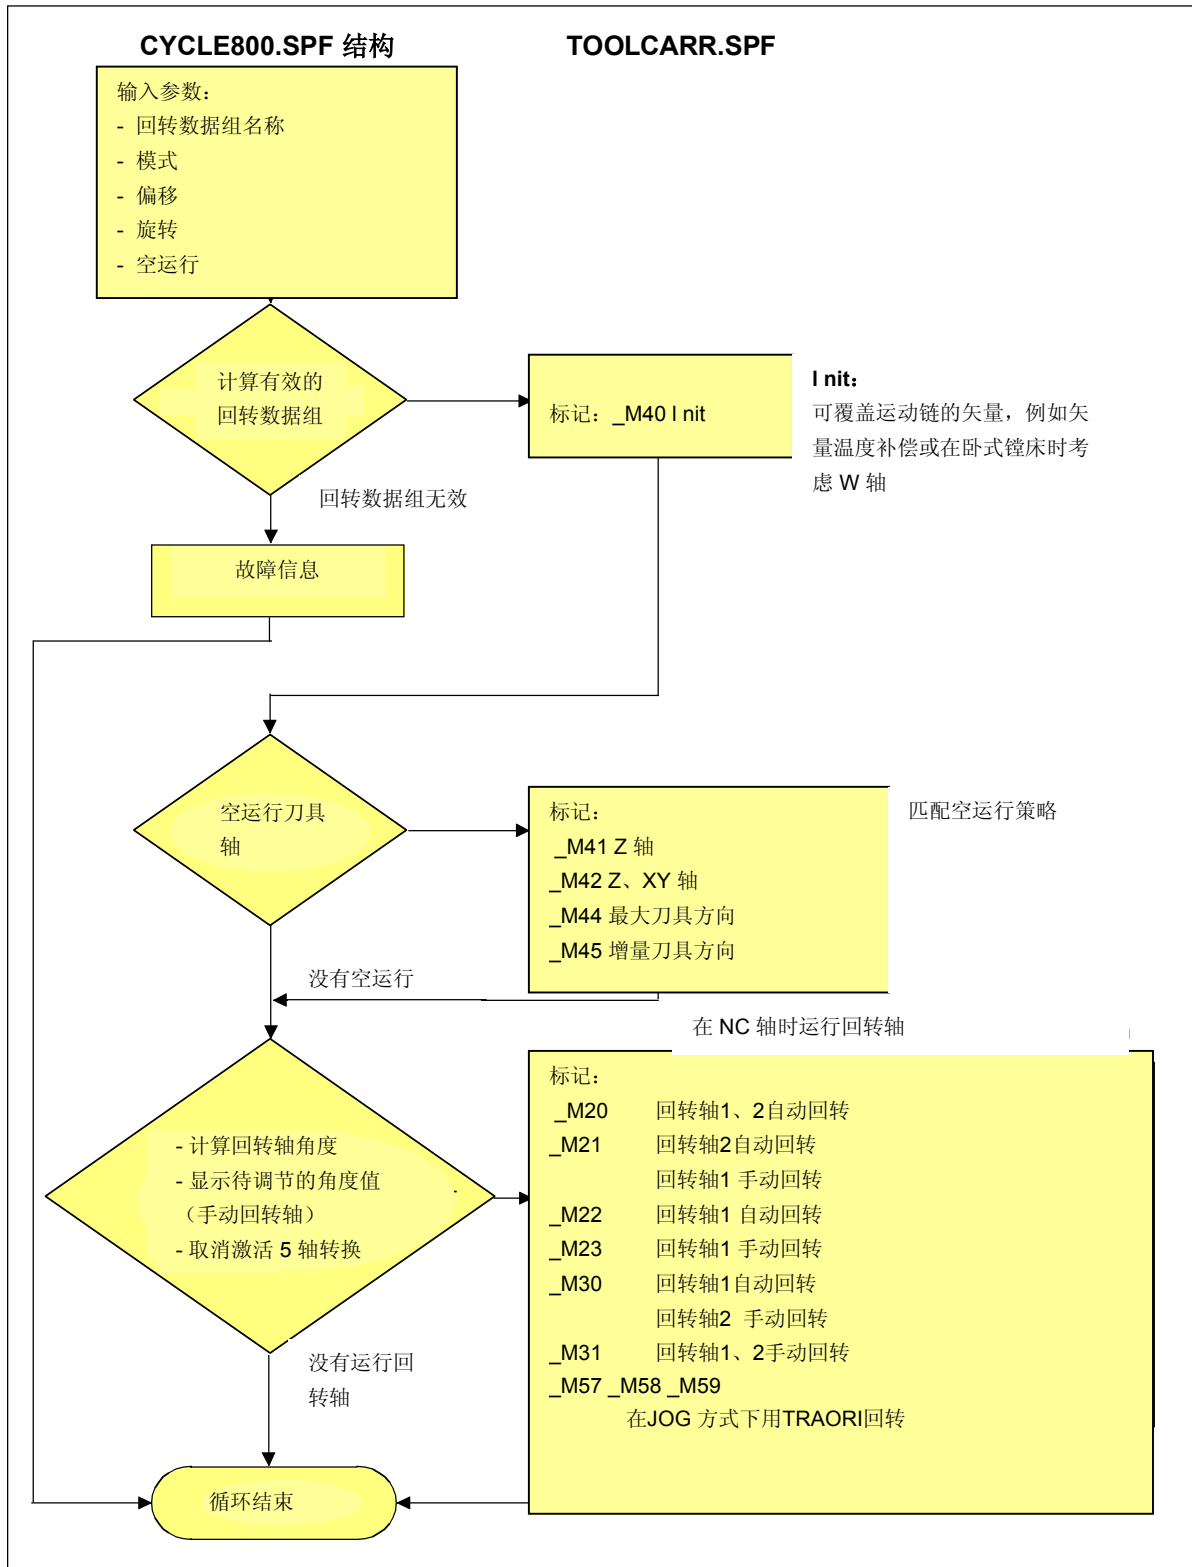 CYCLE800.SPF 结构
TOOLCARR.SPF
输入参数：
- 回转数据组名称
- 模式
- 偏移
- 旋转
- 空运行
计算有效的
回转数据组
标记：_M40 I nit
I nit：
可覆盖运动链的矢量，例如矢
量温度补偿或在卧式镗床时考
虑 W 轴
回转数据组无效
故障信息
空运行刀具
轴
标记：
_M41 Z 轴
_M42 Z、XY 轴
_M44 最大刀具方向
_M45 增量刀具方向
匹配空运行策略
没有空运行
在 NC 轴时运行回转轴
- 计算回转轴角度
- 显示待调节的角度值
（手动回转轴）
- 取消激活 5 轴转换
标记：
_M20 回转轴1、2自动回转
_M21 回转轴2自动回转
回转轴1 手动回转
_M22 回转轴1 自动回转
_M23 回转轴1 手动回转
_M30 回转轴1自动回转
回转轴2 手动回转
_M31 回转轴1、2手动回转
_M57 _M58 _M59
在JOG 方式下用TRAORI回转
没有运行回
转轴
循环结束